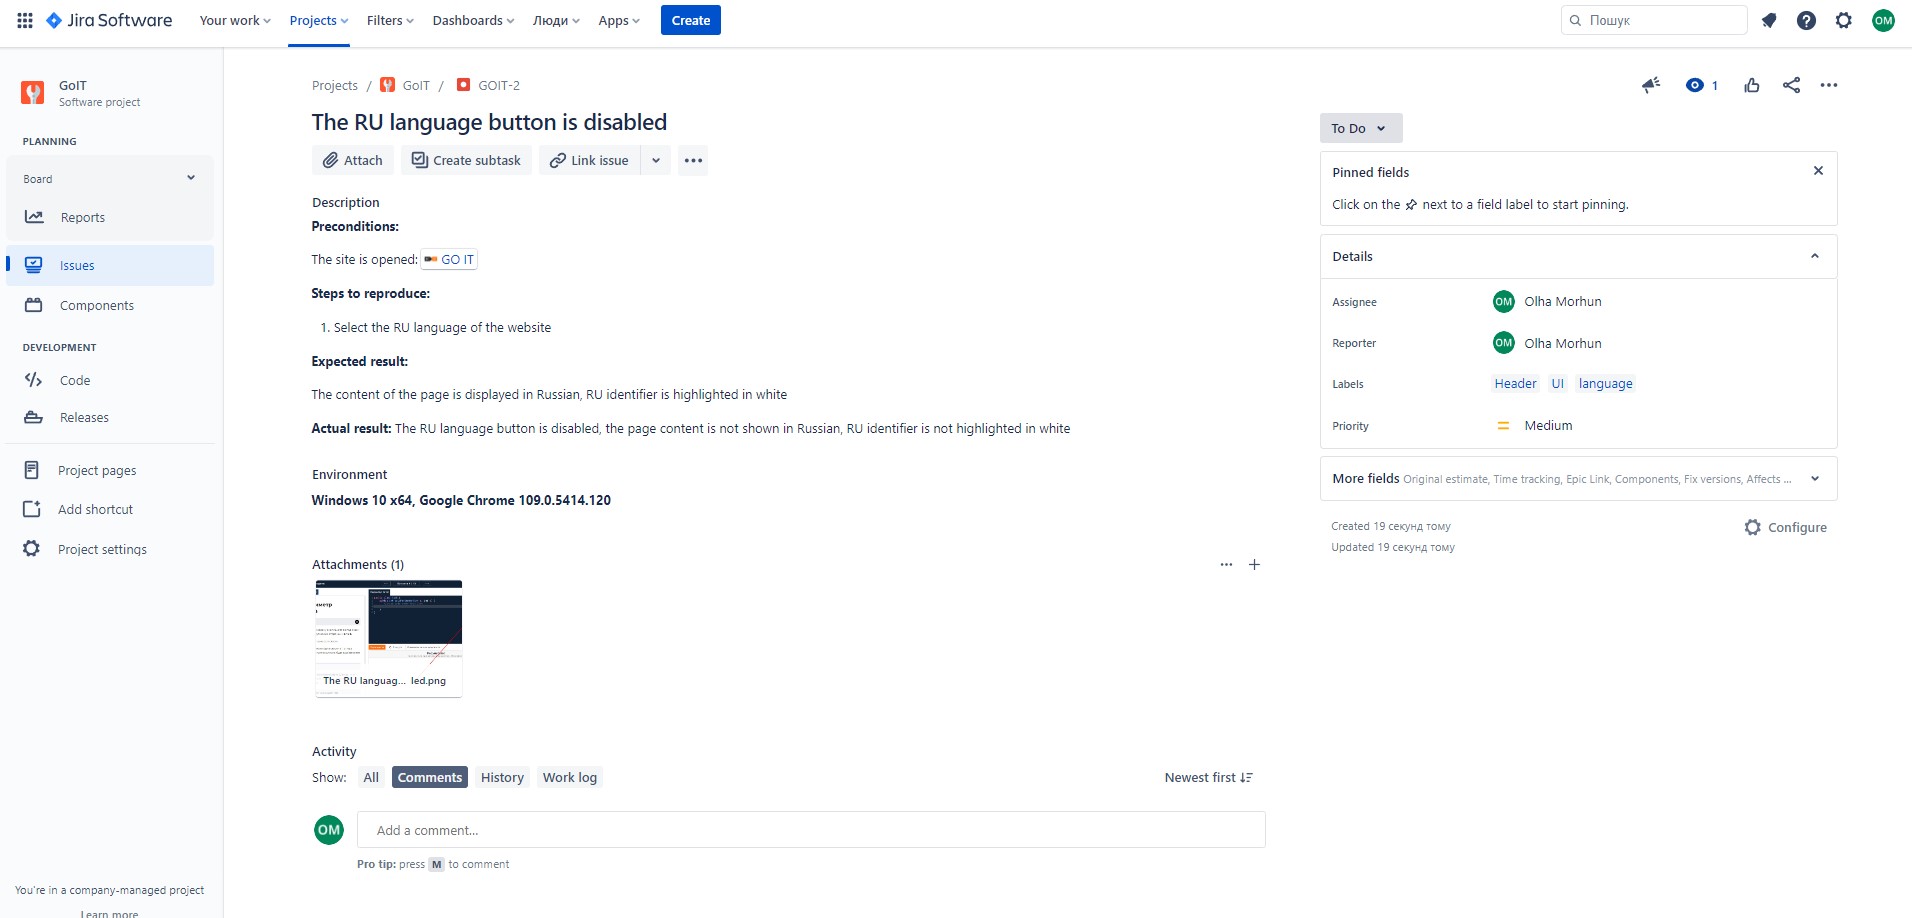 Jira Software Your work Projects Filters Dashboards Люди Apps Create Пошук OM
GoIT
Software project
PLANNING
Board
Reports
Issues
Components
DEVELOPMENT
Code
Releases
Project pages
Add shortcut
Project settings
You're in a company-managed project
Learn more
Projects / GoIT / GOIT-2
The RU language button is disabled
Attach Create subtask Link issue
Description
Preconditions:
The site is opened: GO IT
Steps to reproduce:
1. Select the RU language of the website
Expected result:
The content of the page is displayed in Russian, RU identifier is highlighted in white
Actual result: The RU language button is disabled, the page content is not shown in Russian, RU identifier is not highlighted in white
Environment
Windows 10 x64, Google Chrome 109.0.5414.120
Attachments (1)
The RU languag... led.png
Activity
Show: All Comments History Work log Newest first
OM Add a comment...
Pro tip: press M to comment
1
To Do
Pinned fields
Click on the next to a field label to start pinning.
Details
Assignee OM Olha Morhun
Reporter OM Olha Morhun
Labels Header UI language
Priority Medium
More fields Original estimate, Time tracking, Epic Link, Components, Fix versions, Affects ...
Created 19 секунд тому
Updated 19 секунд тому
Configure